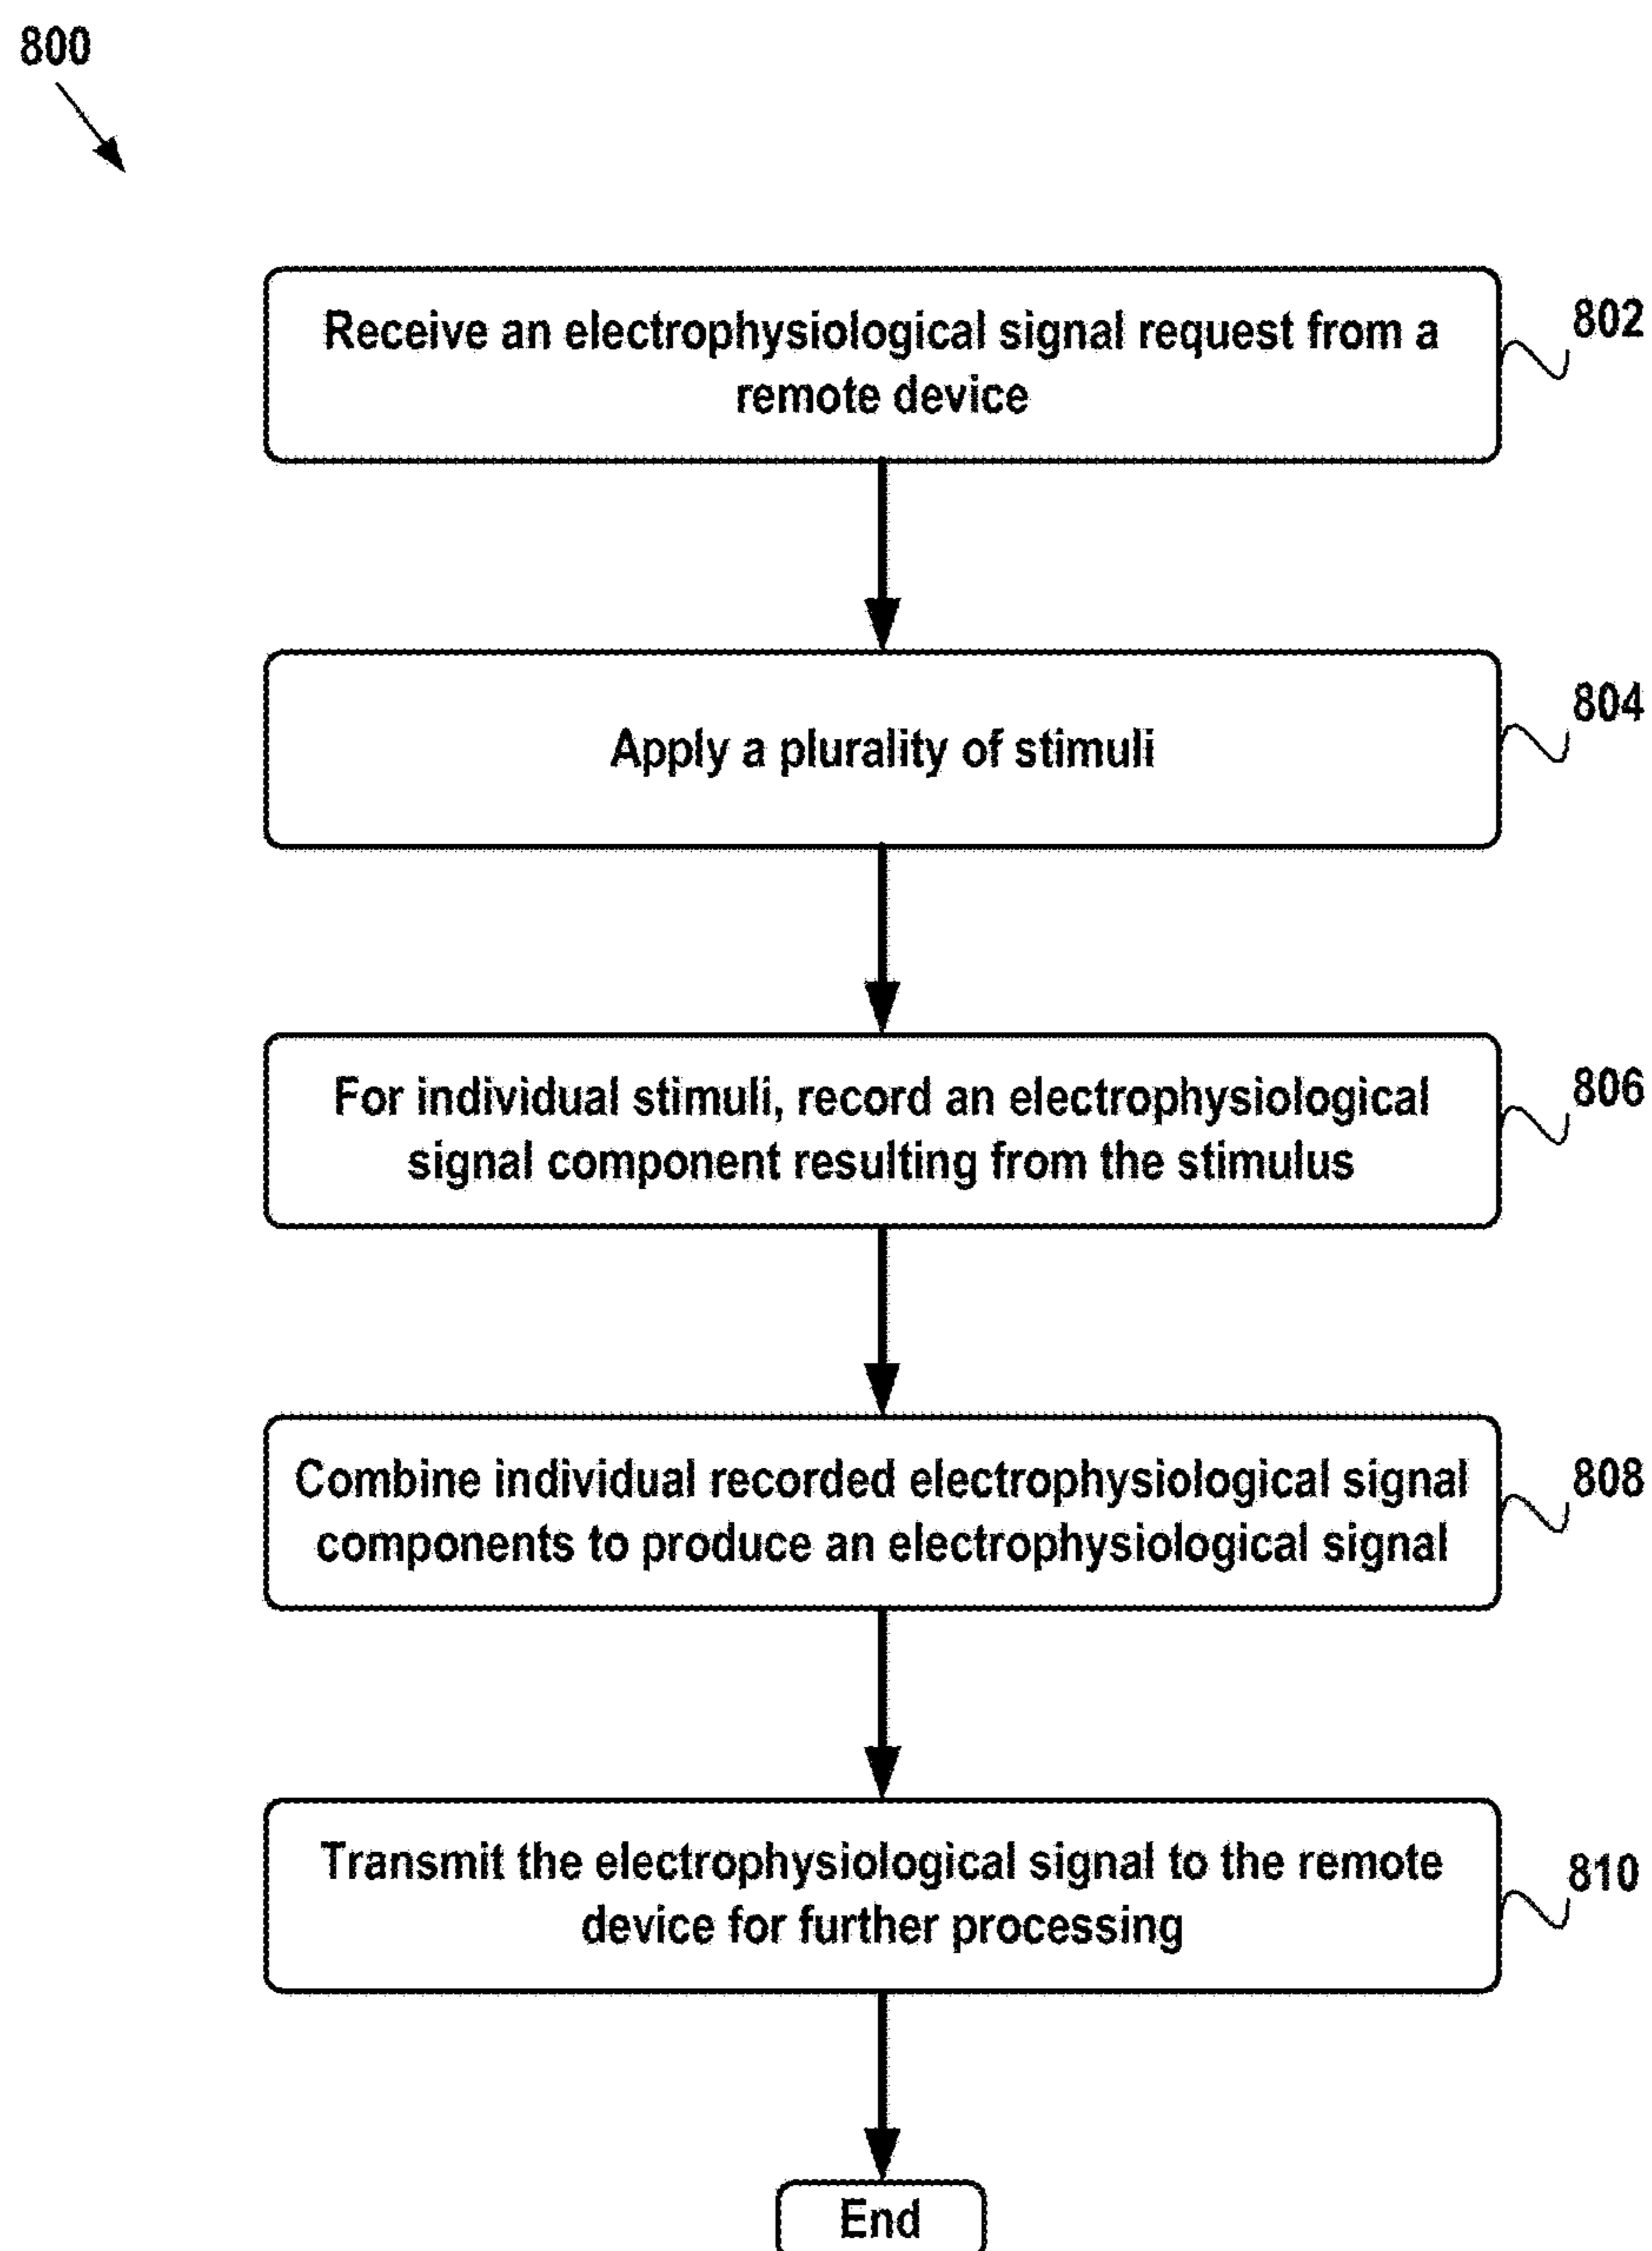 800
Receive an electrophysiological signal request from a
remote device
802
Apply a plurality of stimuli
804
For individual stimuli, record an electrophysiological
signal component resulting from the stimulus
806
Combine individual recorded electrophysiological signal
components to produce an electrophysiological signal
808
Transmit the electrophysiological signal to the remote
device for further processing
810
End